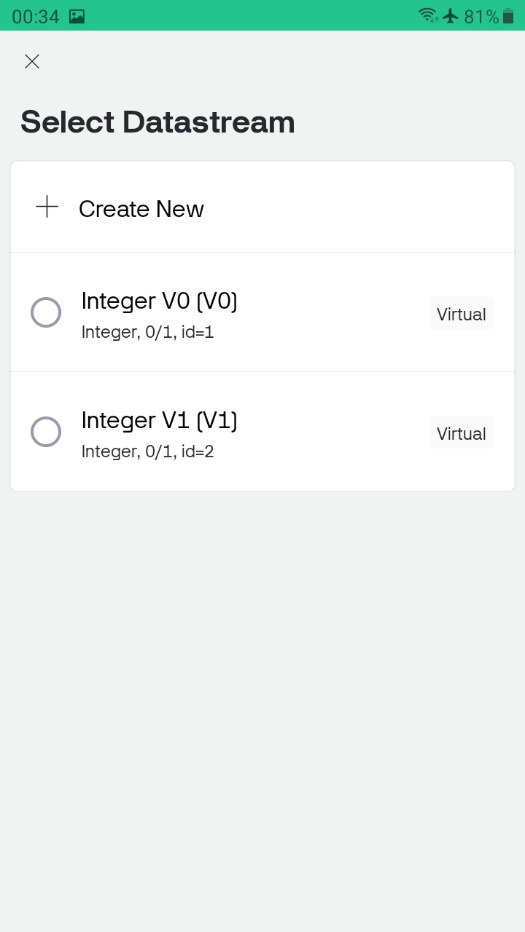 00:34
81%
Select Datastream
Create New
Integer V0 (V0)
Integer, 0/1, id=1
Virtual
Integer V1 (V1)
Integer, 0/1, id=2
Virtual